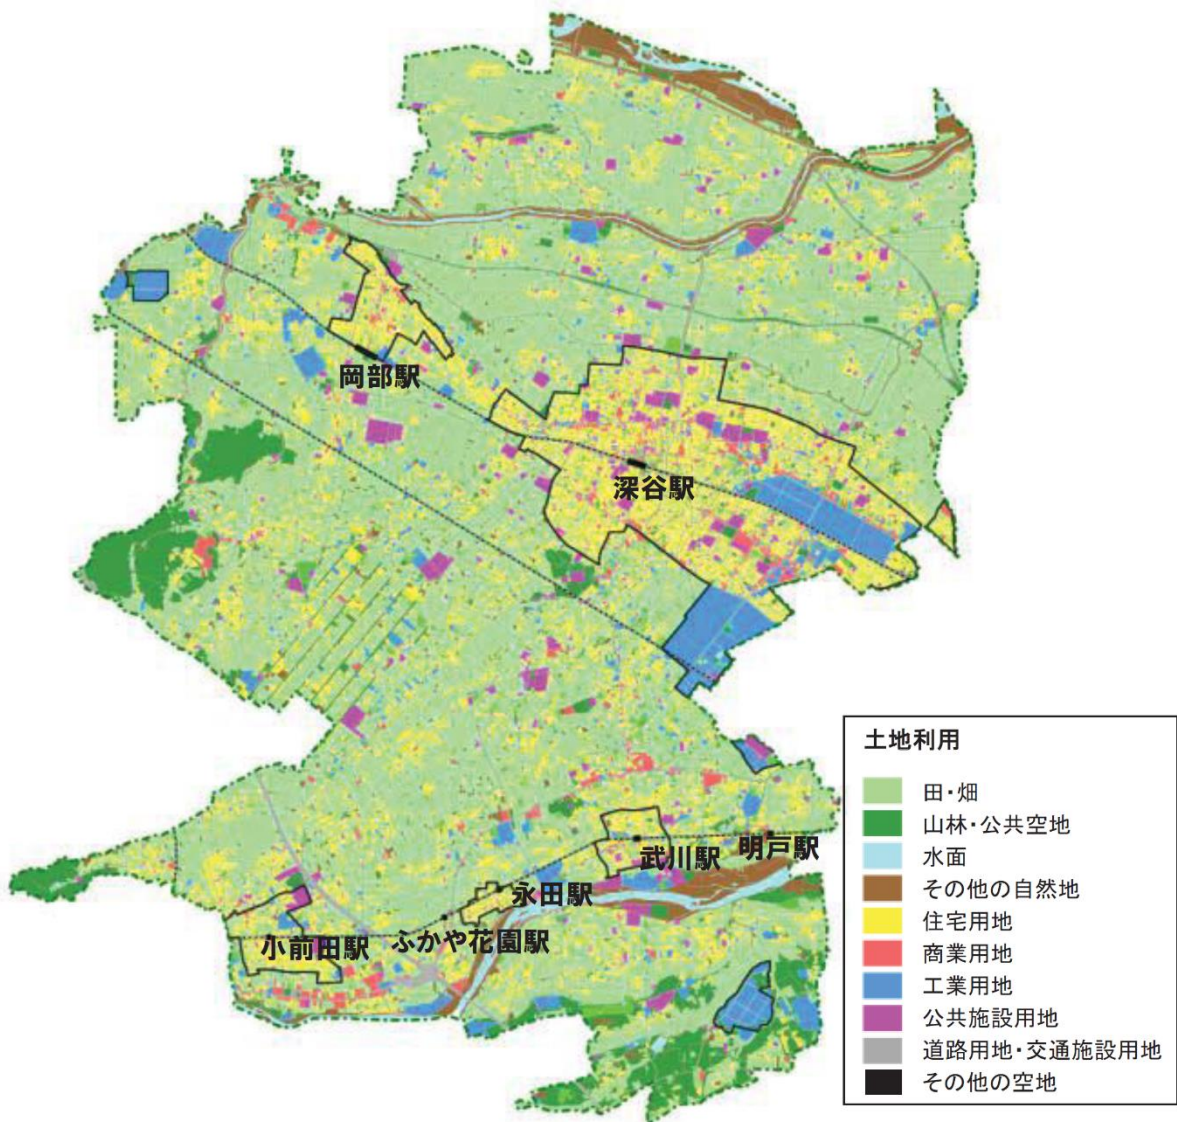 岡部駅
深谷駅
武川駅
明戸駅
永田駅
ふかや花園駅
小前田駅
土地利用
田・畑
山林・公共空地
水面
その他の自然地
住宅用地
商業用地
工業用地
公共施設用地
道路用地・交通施設用地
その他の空地